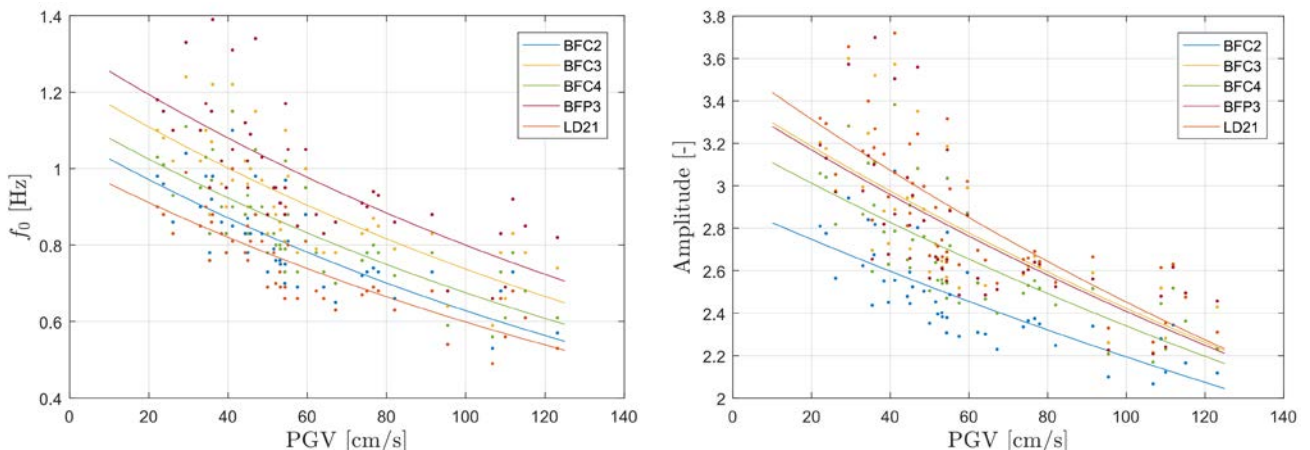 1.4
1.2
1
0.8
0.6
0.4
f₀ [Hz]
0 20 40 60 80 100 120 140
PGV [cm/s]
BFC2
BFC3
BFC4
BFP3
LD21
3.8
3.6
3.4
3.2
3
2.8
2.6
2.4
2.2
2
Amplitude [-]
0 20 40 60 80 100 120 140
PGV [cm/s]
BFC2
BFC3
BFC4
BFP3
LD21